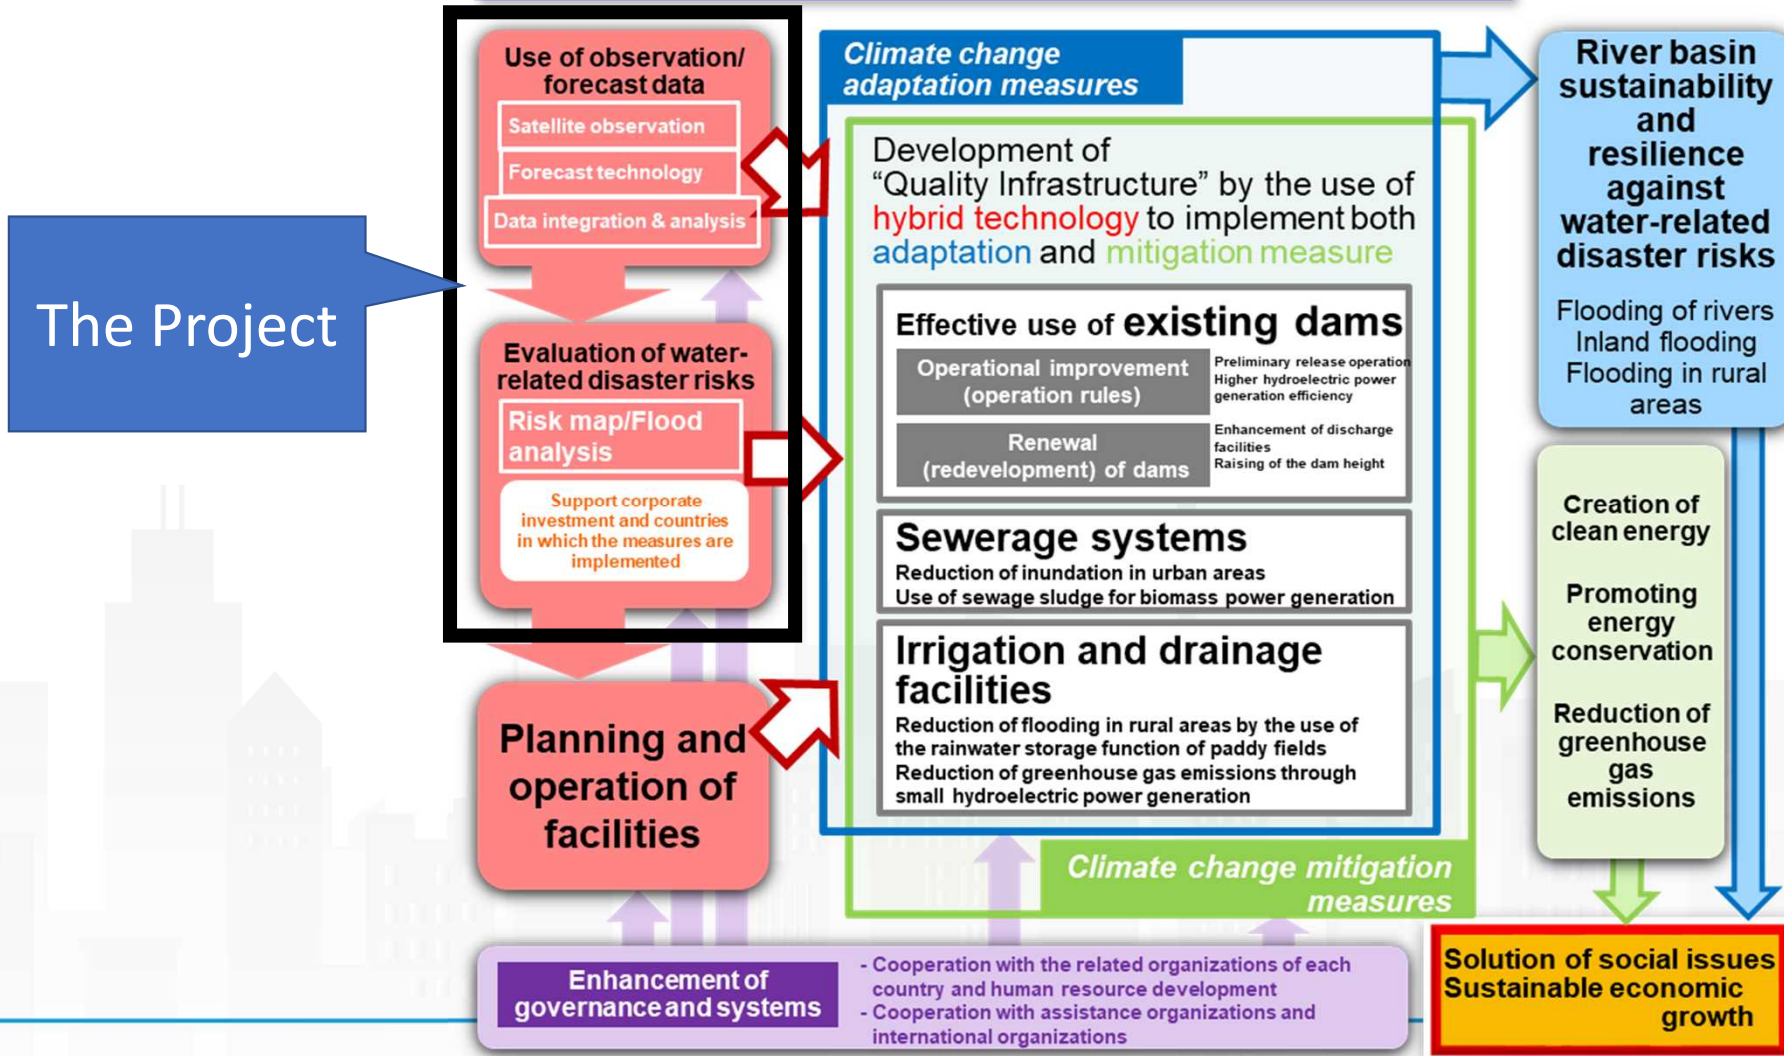 The Project
Use of observation/
forecast data
Satellite observation
Forecast technology
Data integration & analysis
Evaluation of water-
related disaster risks
Risk map/Flood
analysis
Support corporate
investment and countries
in which the measures are
implemented
Planning and
operation of
facilities
Climate change
adaptation measures
Development of
“Quality Infrastructure” by the use of
hybrid technology to implement both
adaptation and mitigation measure
Effective use of existing dams
Operational improvement
(operation rules)
Preliminary release operation
Higher hydroelectric power
generation efficiency
Renewal
(redevelopment) of dams
Enhancement of discharge
facilities
Raising of the dam height
Sewerage systems
Reduction of inundation in urban areas
Use of sewage sludge for biomass power generation
Irrigation and drainage
facilities
Reduction of flooding in rural areas by the use of
the rainwater storage function of paddy fields
Reduction of greenhouse gas emissions through
small hydroelectric power generation
Climate change mitigation
measures
River basin
sustainability
and
resilience
against
water-related
disaster risks
Flooding of rivers
Inland flooding
Flooding in rural
areas
Creation of
clean energy
Promoting
energy
conservation
Reduction of
greenhouse
gas
emissions
Enhancement of
governance and systems
- Cooperation with the related organizations of each
country and human resource development
- Cooperation with assistance organizations and
international organizations
Solution of social issues
Sustainable economic
growth